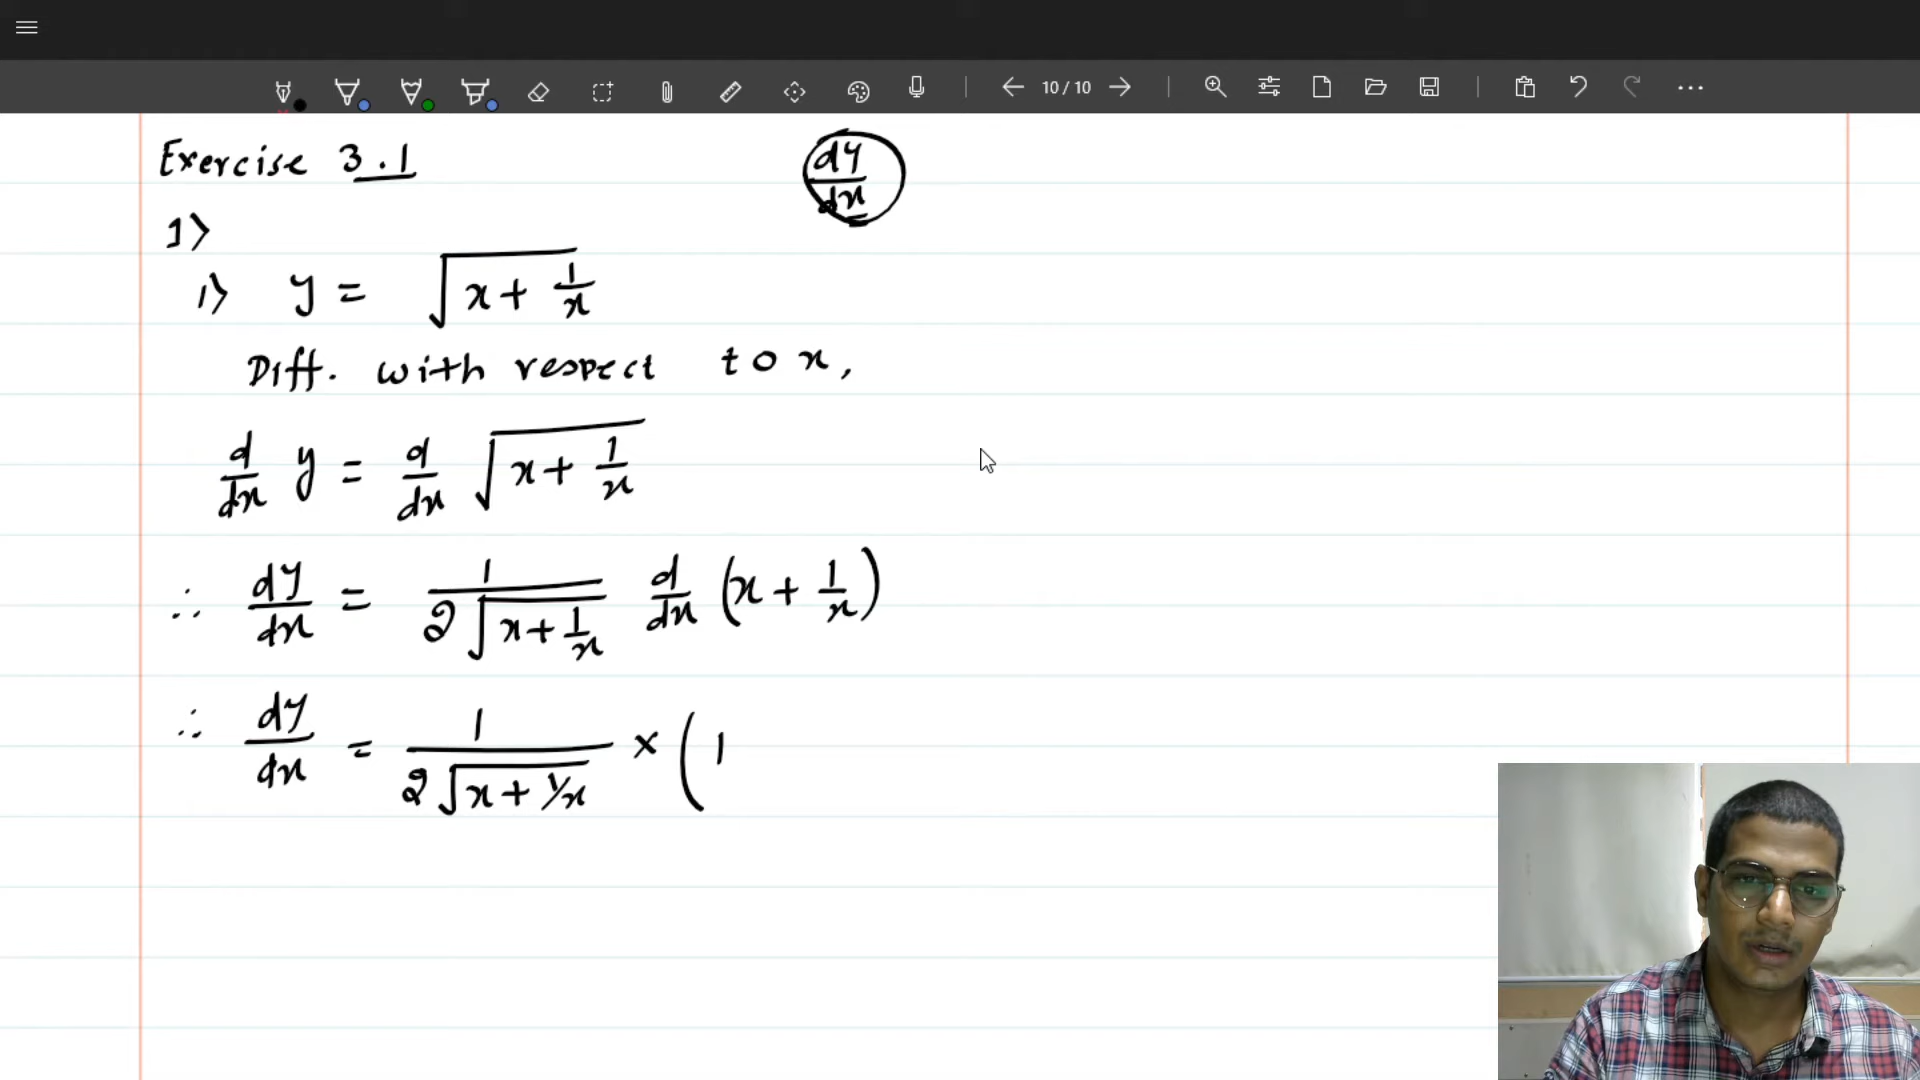 10 / 10
Exercise 3.1
dy/dx
1)
1) y = √(x + 1/x)
Diff. with respect to x,
d/dx y = d/dx √(x + 1/x)
∴ dy/dx = 1/(2√(x + 1/x)) d/dx (x + 1/x)
∴ dy/dx = 1/(2√(x + 1/x)) × (1